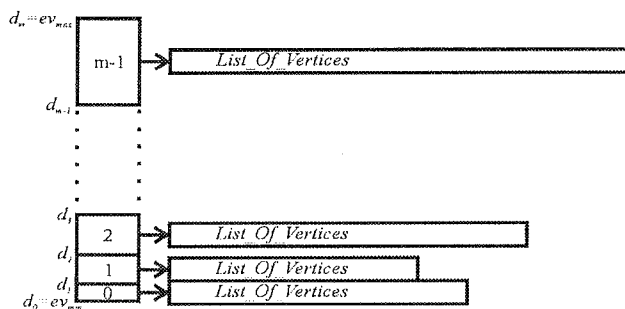 d_m=ev_max
m-1
List_Of_Vertices
d_m-1
d_3
2
List_Of_Vertices
d_2
1
List_Of_Vertices
d_1
0
List_Of_Vertices
d_0=ev_min